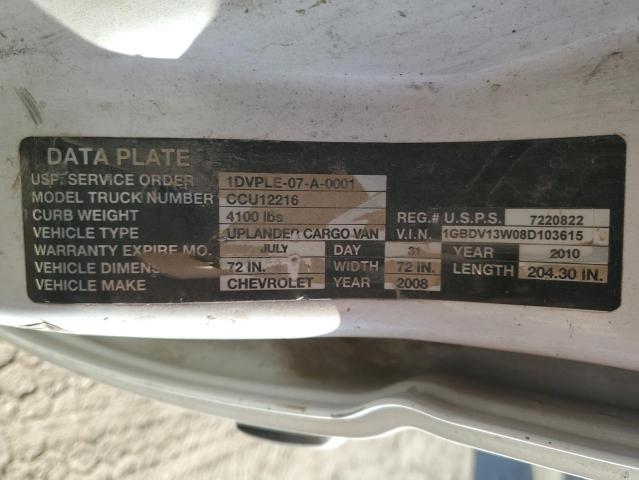 DATA PLATE
USP. SERVICE ORDER 1DVPLE-07-A-0001
MODEL TRUCK NUMBER CCU12216
CURB WEIGHT 4100 lbs REG.# U.S.P.S. 7220822
VEHICLE TYPE UPLANDER CARGO VAN V.I.N. 1GBDV13W08D103615
WARRANTY EXPIRE MO. JULY DAY 31 YEAR 2010
VEHICLE 72 IN. WIDTH 72 IN. LENGTH 204.30 IN.
VEHICLE MAKE CHEVROLET YEAR 2008